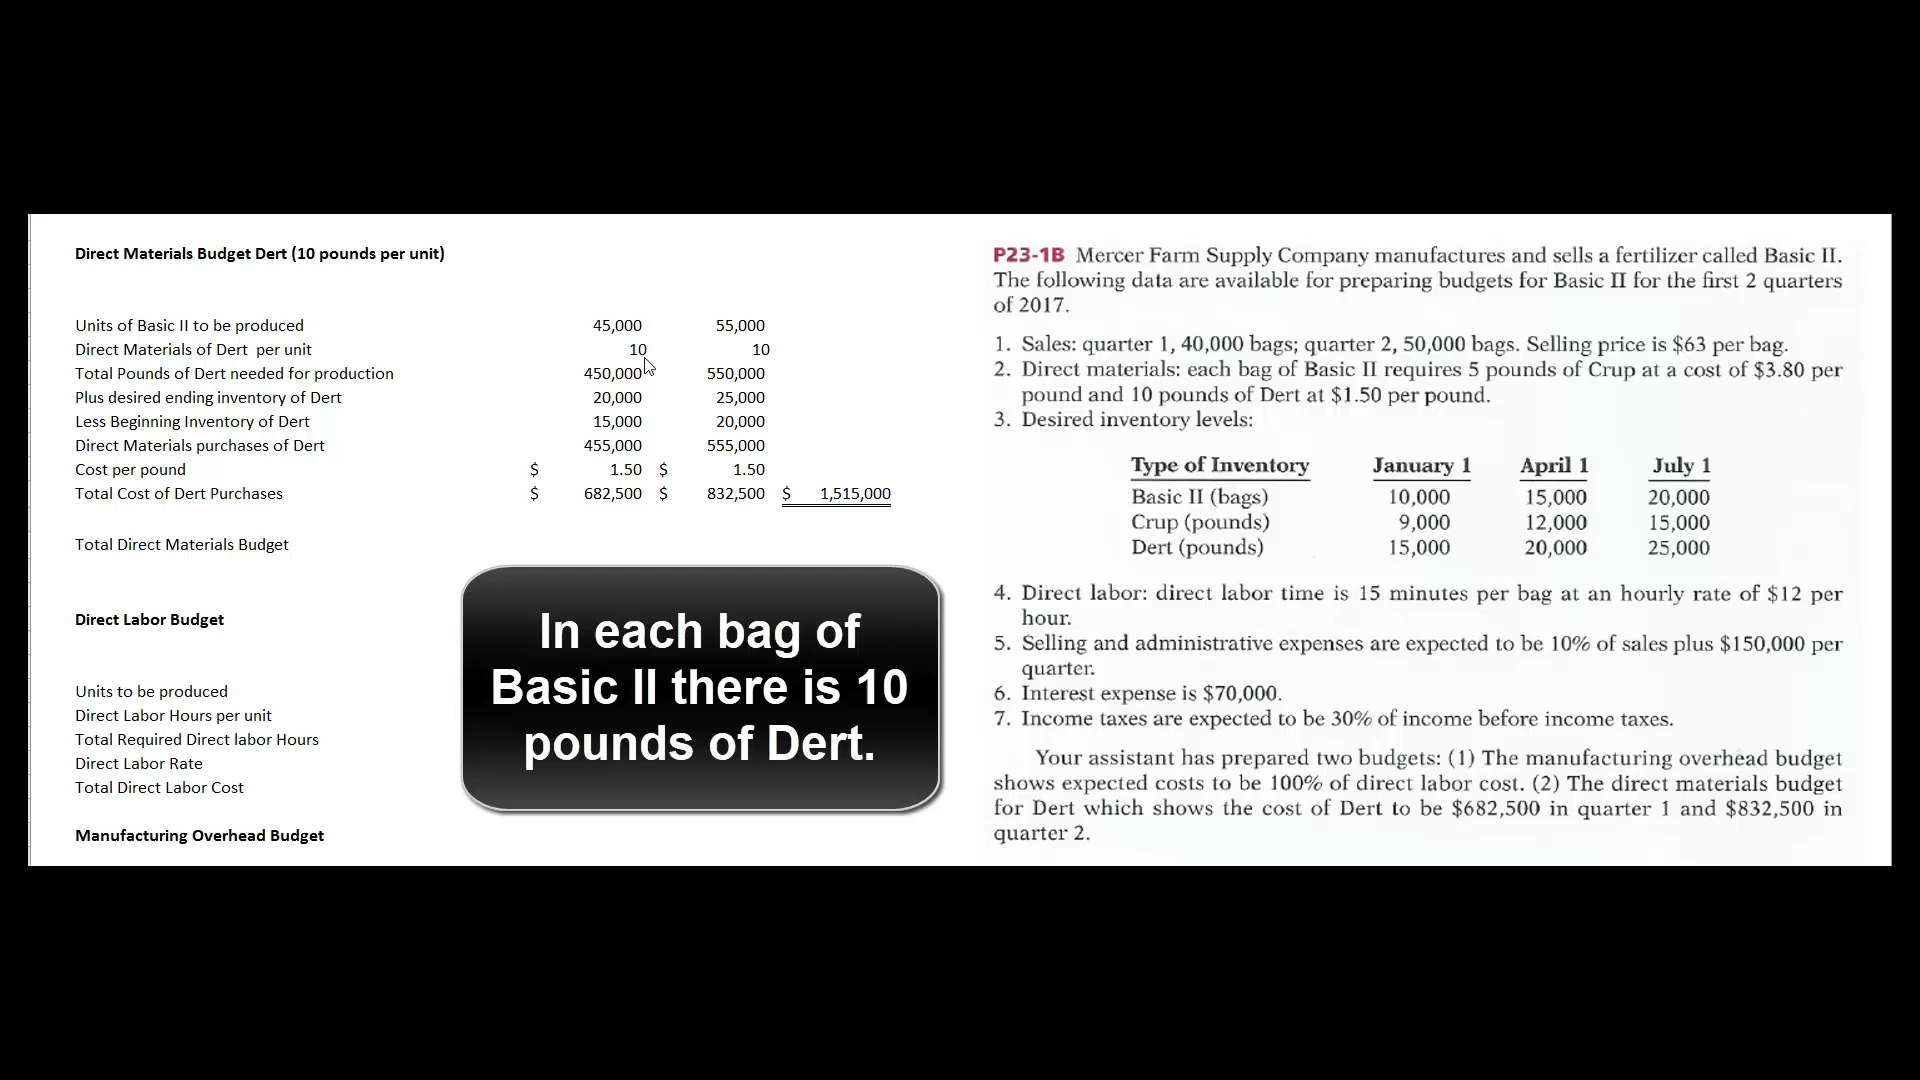 Direct Materials Budget Dert (10 pounds per unit)
Units of Basic II to be produced 45,000 55,000
Direct Materials of Dert per unit 10 10
Total Pounds of Dert needed for production 450,000 550,000
Plus desired ending inventory of Dert 20,000 25,000
Less Beginning Inventory of Dert 15,000 20,000
Direct Materials purchases of Dert 455,000 555,000
Cost per pound $ 1.50 $ 1.50
Total Cost of Dert Purchases $ 682,500 $ 832,500 $ 1,515,000
Total Direct Materials Budget
Direct Labor Budget
Units to be produced
Direct Labor Hours per unit
Total Required Direct labor Hours
Direct Labor Rate
Total Direct Labor Cost
Manufacturing Overhead Budget
In each bag of
Basic II there is 10
pounds of Dert.
P23-1B Mercer Farm Supply Company manufactures and sells a fertilizer called Basic II.
The following data are available for preparing budgets for Basic II for the first 2 quarters
of 2017.
1. Sales: quarter 1, 40,000 bags; quarter 2, 50,000 bags. Selling price is $63 per bag.
2. Direct materials: each bag of Basic II requires 5 pounds of Crup at a cost of $3.80 per
pound and 10 pounds of Dert at $1.50 per pound.
3. Desired inventory levels:
Type of Inventory January 1 April 1 July 1
Basic II (bags) 10,000 15,000 20,000
Crup (pounds) 9,000 12,000 15,000
Dert (pounds) 15,000 20,000 25,000
4. Direct labor: direct labor time is 15 minutes per bag at an hourly rate of $12 per
hour.
5. Selling and administrative expenses are expected to be 10% of sales plus $150,000 per
quarter.
6. Interest expense is $70,000.
7. Income taxes are expected to be 30% of income before income taxes.
Your assistant has prepared two budgets: (1) The manufacturing overhead budget
shows expected costs to be 100% of direct labor cost. (2) The direct materials budget
for Dert which shows the cost of Dert to be $682,500 in quarter 1 and $832,500 in
quarter 2.